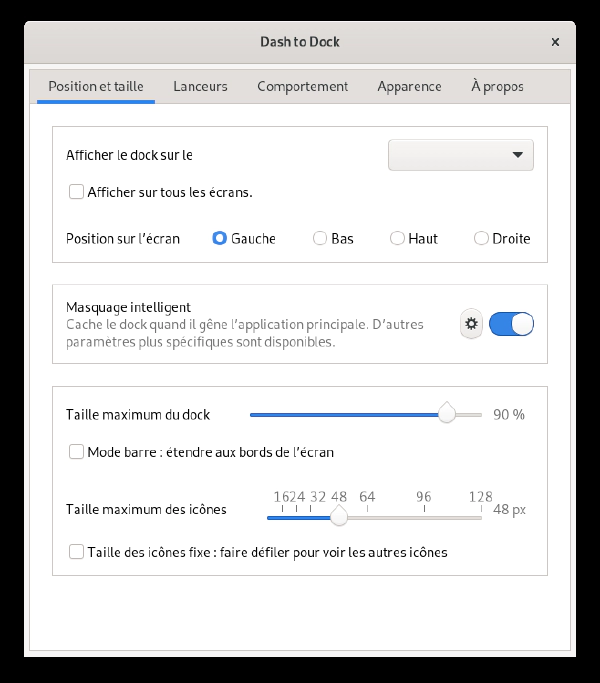 Dash to Dock
Position et taille Lanceurs Comportement Apparence À propos
Afficher le dock sur le
Afficher sur tous les écrans.
Position sur l'écran Gauche Bas Haut Droite
Masquage intelligent
Cache le dock quand il gêne l'application principale. D'autres
paramètres plus spécifiques sont disponibles.
Taille maximum du dock 90 %
Mode barre : étendre aux bords de l'écran
16 24 32 48 64 96 128
Taille maximum des icônes 48 px
Taille des icônes fixe : faire défiler pour voir les autres icônes